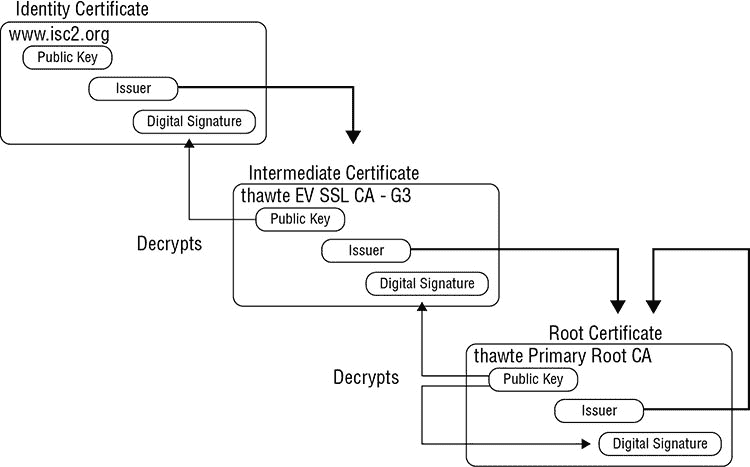 Identity Certificate
www.isc2.org
Public Key
Issuer
Digital Signature
Intermediate Certificate
thawte EV SSL CA - G3
Public Key
Decrypts
Issuer
Digital Signature
Root Certificate
thawte Primary Root CA
Decrypts
Public Key
Issuer
Digital Signature